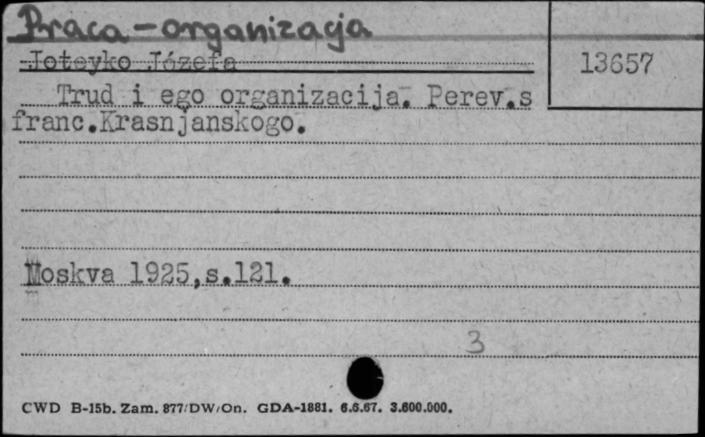 Praca-organizacja
Joteyko Józefa
13657
Trud i ego organizacija. Perev.s
franc.Krasnjanskogo.
Moskva 1925,s.121.
3
CWD B-15b. Zam. 877/DW/On. GDA-1881. 6.6.67. 3.600.000.